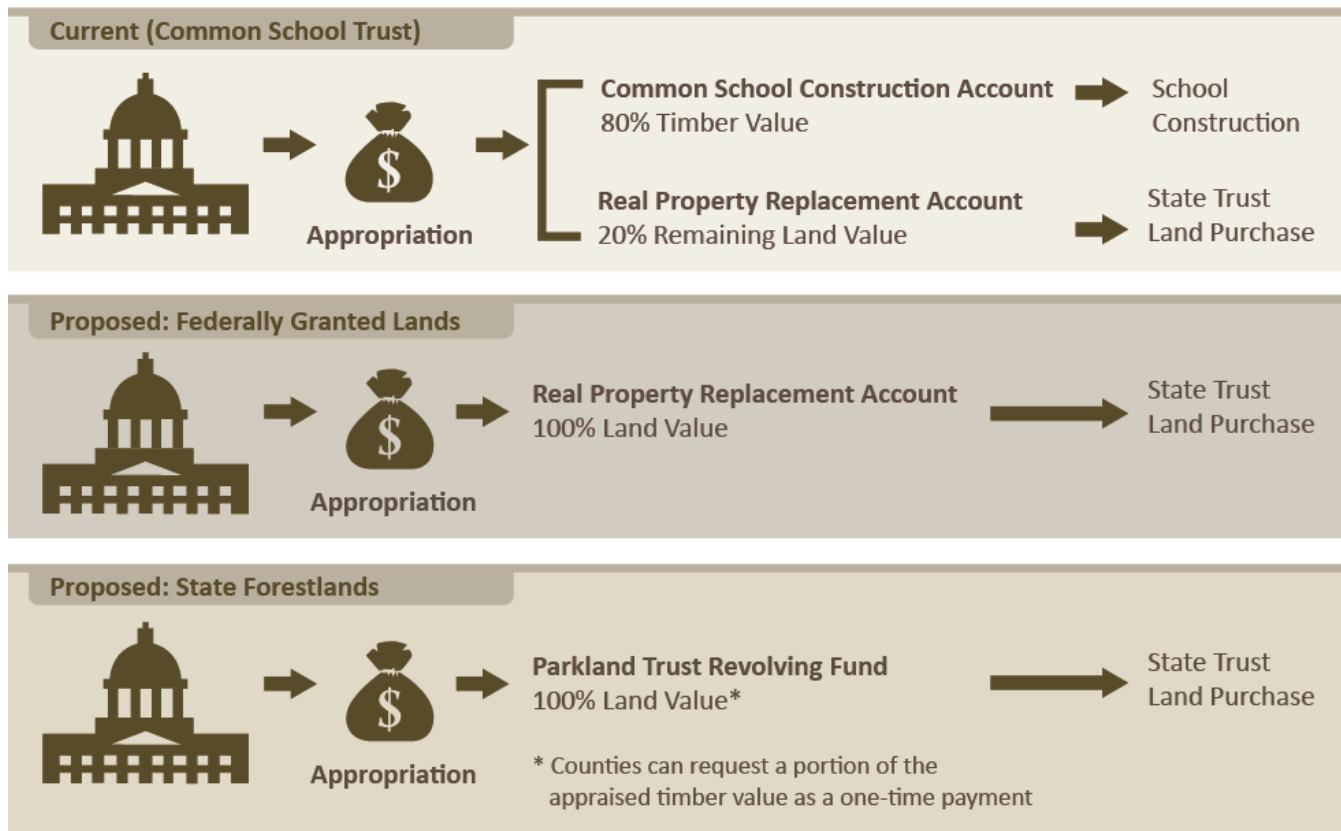 Current (Common School Trust)
$
Appropriation
Common School Construction Account
80% Timber Value
School
Construction
Real Property Replacement Account
20% Remaining Land Value
State Trust
Land Purchase
Proposed: Federally Granted Lands
$
Appropriation
Real Property Replacement Account
100% Land Value
State Trust
Land Purchase
Proposed: State Forestlands
$
Appropriation
Parkland Trust Revolving Fund
100% Land Value*
* Counties can request a portion of the
appraised timber value as a one-time payment
State Trust
Land Purchase